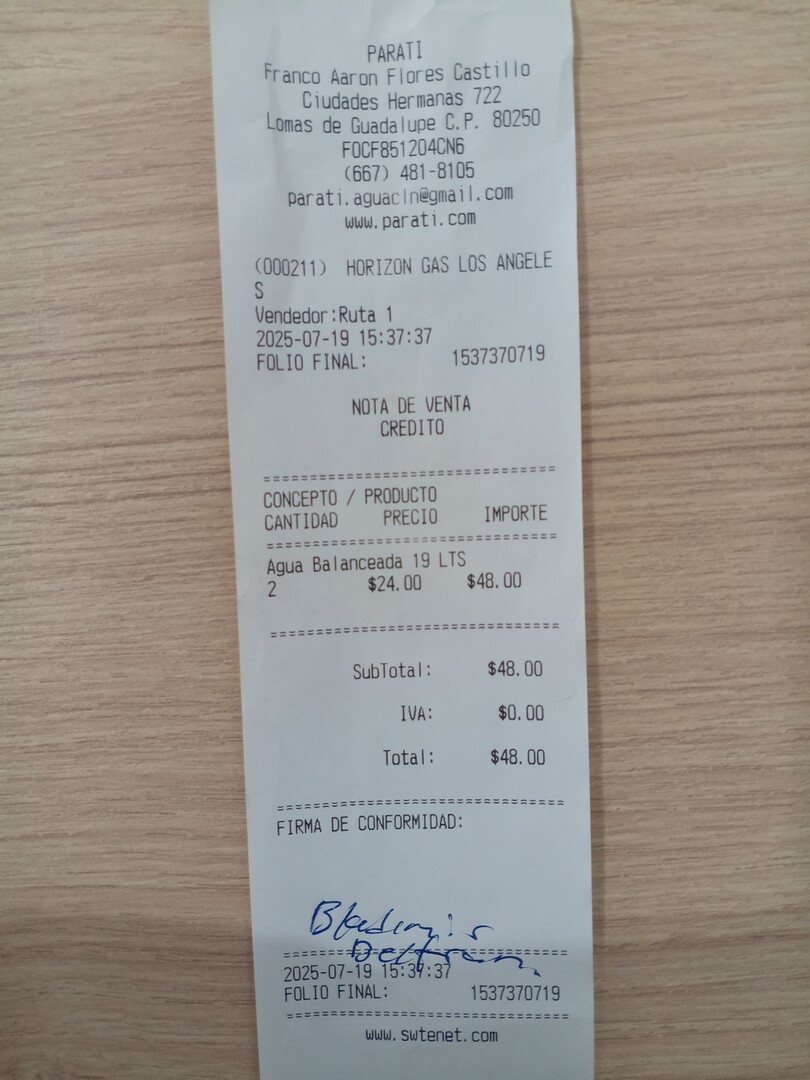 PARATI
Franco Aaron Flores Castillo
Ciudades Hermanas 722
Lomas de Guadalupe C.P. 80250
FOCF851204CN6
(667) 481-8105
parati.aguacln@gmail.com
www.parati.com
(000211) HORIZON GAS LOS ANGELE
S
Vendedor:Ruta 1
2025-07-19 15:37:37
FOLIO FINAL: 1537370719
NOTA DE VENTA
CREDITO
==============================
CONCEPTO / PRODUCTO
CANTIDAD PRECIO IMPORTE
==============================
Agua Balanceada 19 LTS
2 $24.00 $48.00
==============================
SubTotal: $48.00
IVA: $0.00
Total: $48.00
==============================
FIRMA DE CONFORMIDAD:
==============================
2025-07-19 15:37:37
FOLIO FINAL: 1537370719
==============================
www.swtenet.com